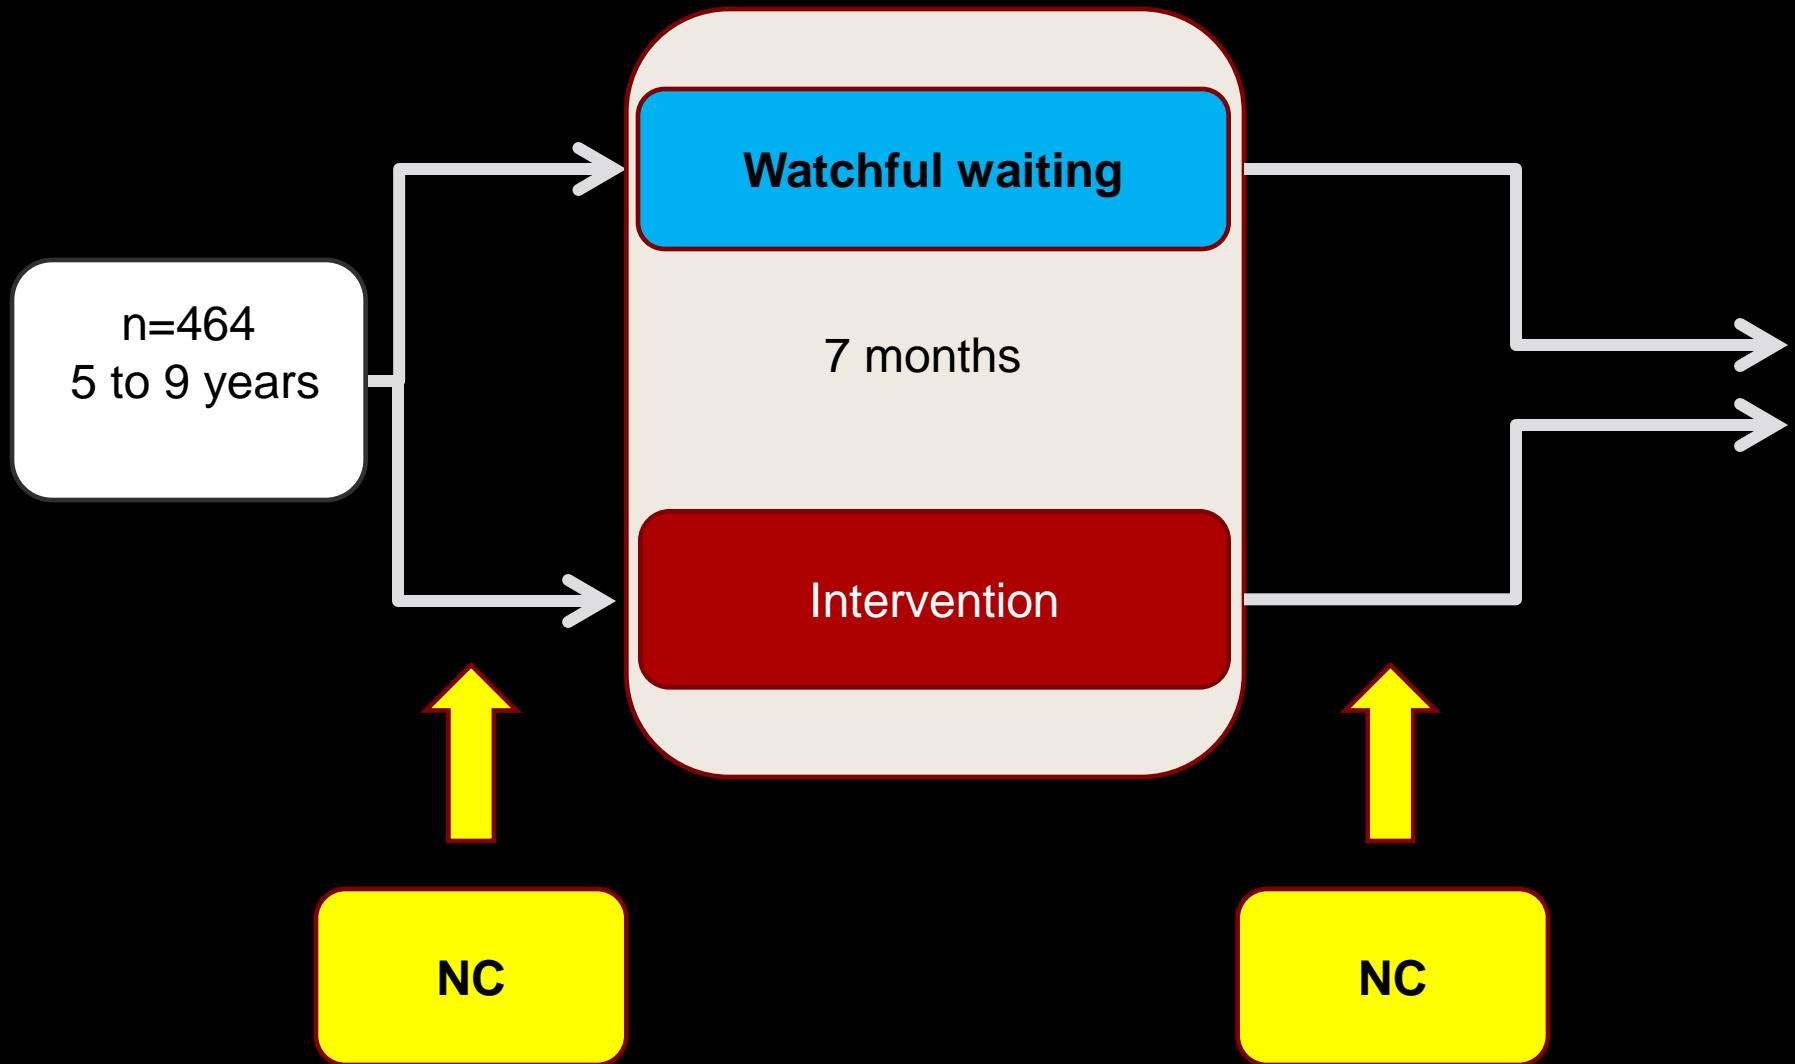 Watchful waiting
n=464
5 to 9 years
7 months
Intervention
NC
NC